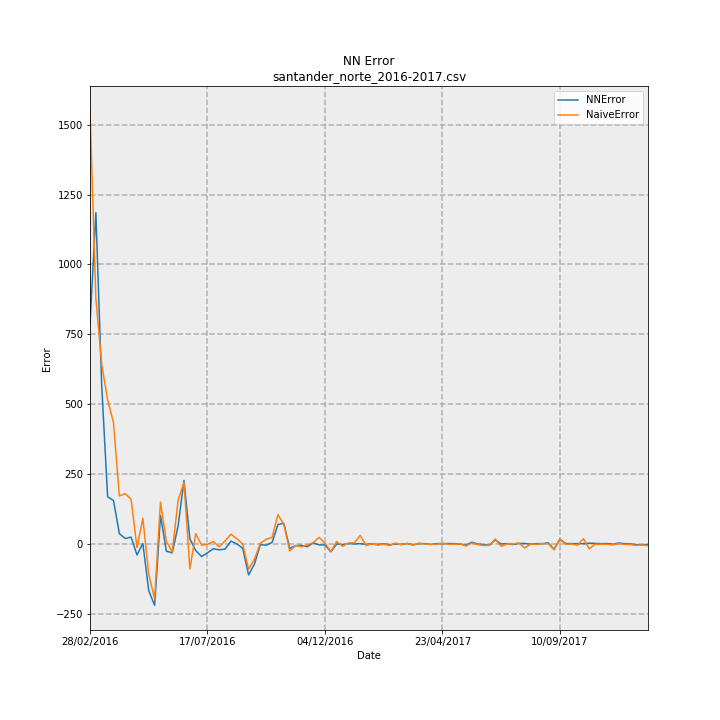 NN Error
santander_norte_2016-2017.csv
NNError
NaiveError
1500
1250
1000
750
500
250
0
−250
Error
28/02/2016
17/07/2016
04/12/2016
23/04/2017
10/09/2017
Date